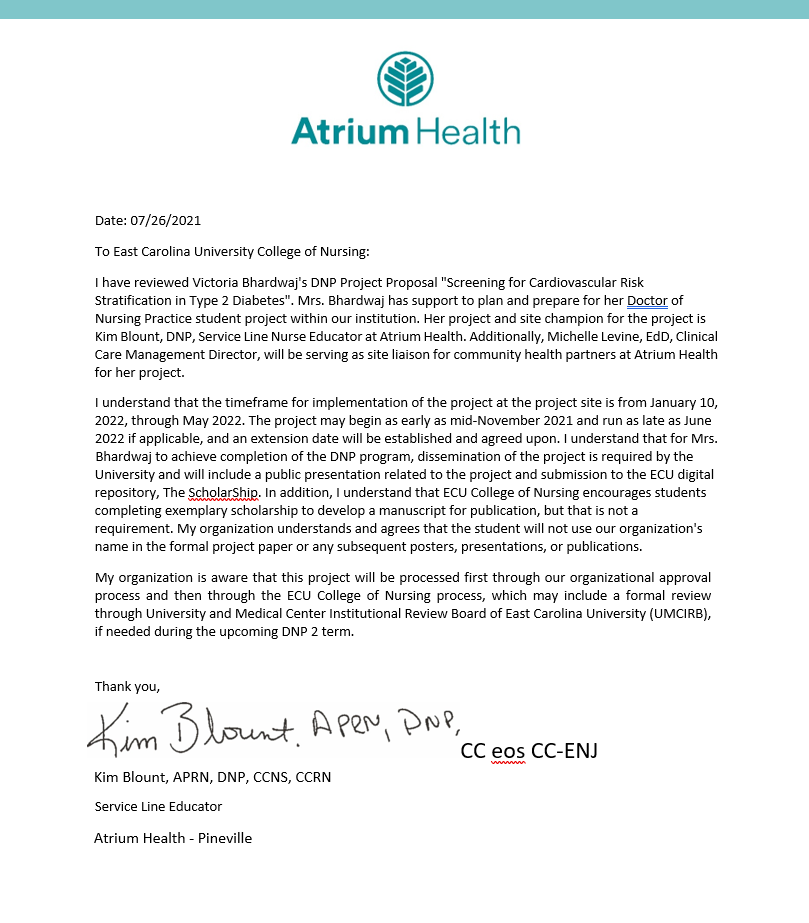 Atrium Health
Date: 07/26/2021
To East Carolina University College of Nursing:
I have reviewed Victoria Bhardwaj's DNP Project Proposal "Screening for Cardiovascular Risk
Stratification in Type 2 Diabetes". Mrs. Bhardwaj has support to plan and prepare for her Doctor of
Nursing Practice student project within our institution. Her project and site champion for the project is
Kim Blount, DNP, Service Line Nurse Educator at Atrium Health. Additionally, Michelle Levine, EdD, Clinical
Care Management Director, will be serving as site liaison for community health partners at Atrium Health
for her project.
I understand that the timeframe for implementation of the project at the project site is from January 10,
2022, through May 2022. The project may begin as early as mid-November 2021 and run as late as June
2022 if applicable, and an extension date will be established and agreed upon. I understand that for Mrs.
Bhardwaj to achieve completion of the DNP program, dissemination of the project is required by the
University and will include a public presentation related to the project and submission to the ECU digital
repository, The ScholarShip. In addition, I understand that ECU College of Nursing encourages students
completing exemplary scholarship to develop a manuscript for publication, but that is not a
requirement. My organization understands and agrees that the student will not use our organization's
name in the formal project paper or any subsequent posters, presentations, or publications.
My organization is aware that this project will be processed first through our organizational approval
process and then through the ECU College of Nursing process, which may include a formal review
through University and Medical Center Institutional Review Board of East Carolina University (UMCIRB),
if needed during the upcoming DNP 2 term.
Thank you,
Kim Blount, APRN, DNP,
CC eos CC-ENJ
Kim Blount, APRN, DNP, CCNS, CCRN
Service Line Educator
Atrium Health - Pineville